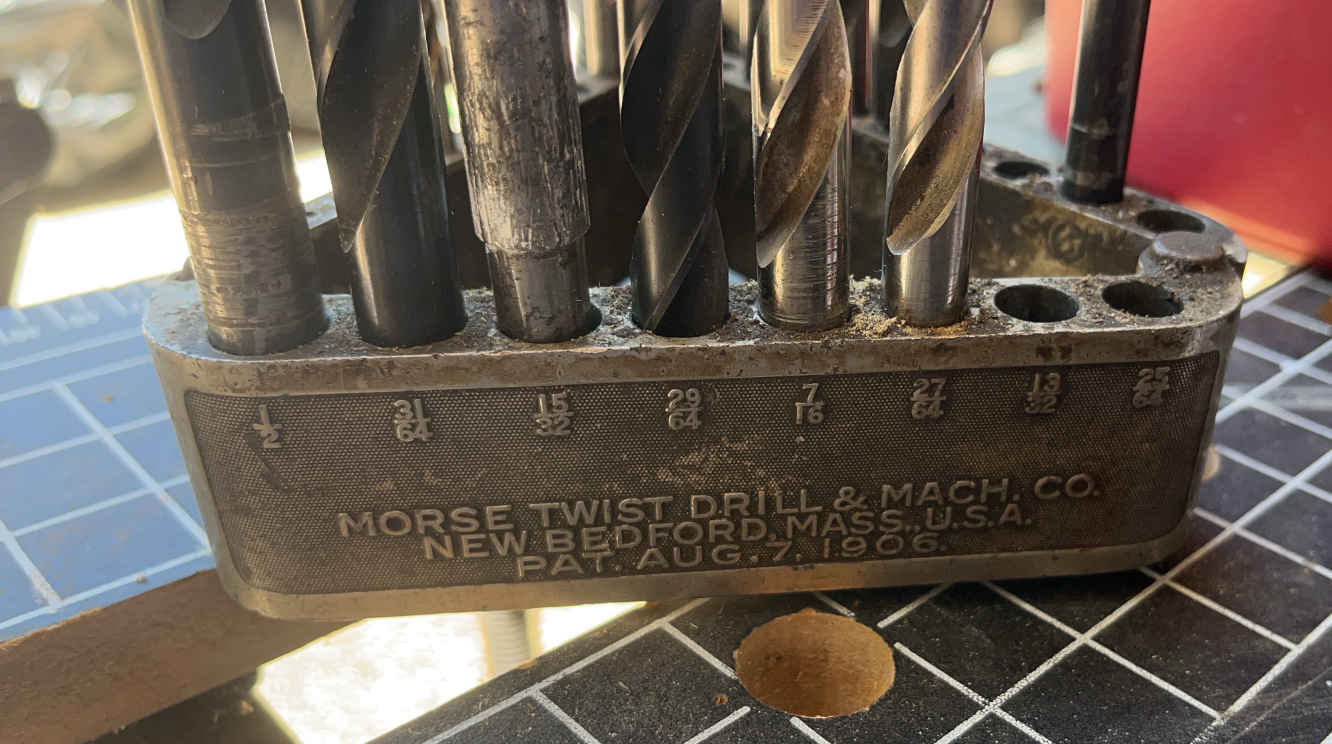 1/2 31/64 15/32 29/64 7/16 27/64 13/32 25/64
MORSE TWIST DRILL & MACH. CO.
NEW BEDFORD, MASS., U.S.A.
PAT. AUG. 7, 1906.